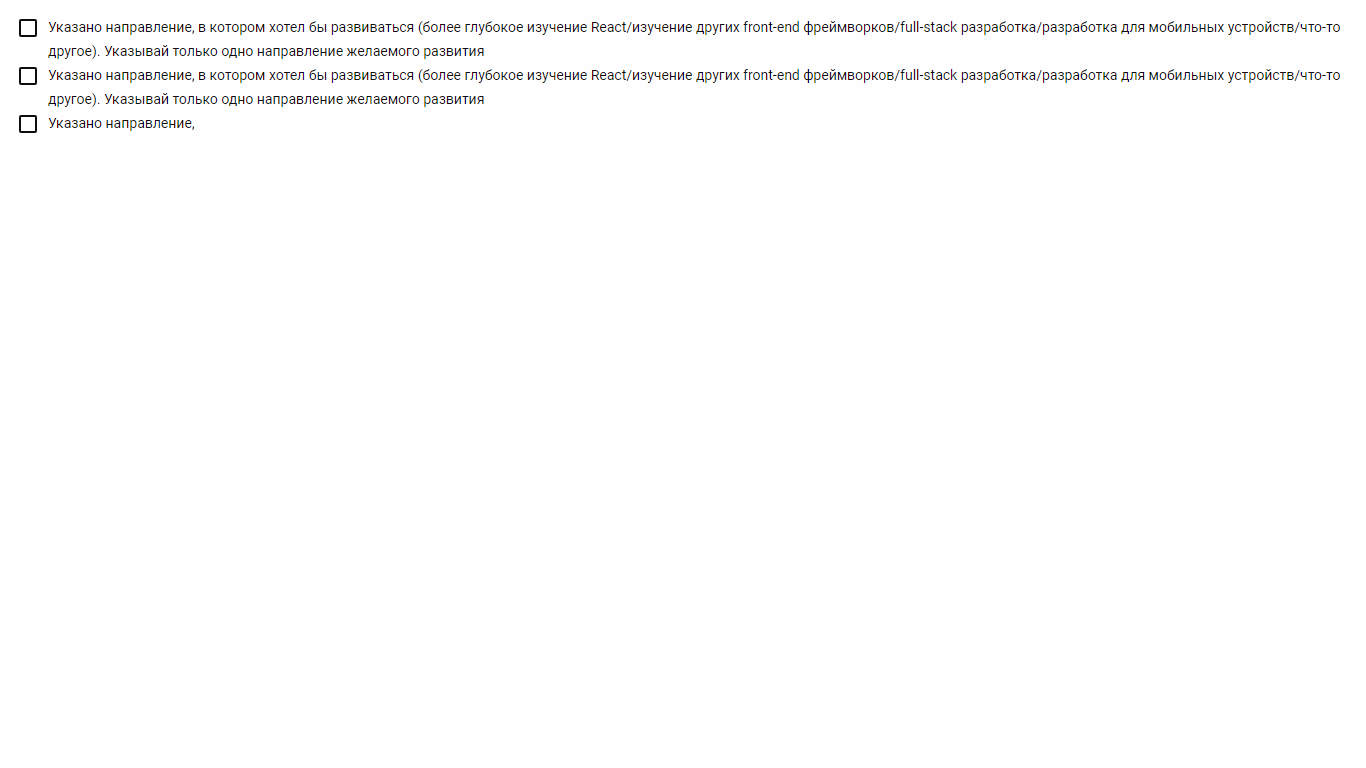 Указано направление, в котором хотел бы развиваться (более глубокое изучение React/изучение других front-end фреймворков/full-stack разработка/разработка для мобильных устройств/что-то
другое). Указывай только одно направление желаемого развития
Указано направление, в котором хотел бы развиваться (более глубокое изучение React/изучение других front-end фреймворков/full-stack разработка/разработка для мобильных устройств/что-то
другое). Указывай только одно направление желаемого развития
Указано направление,